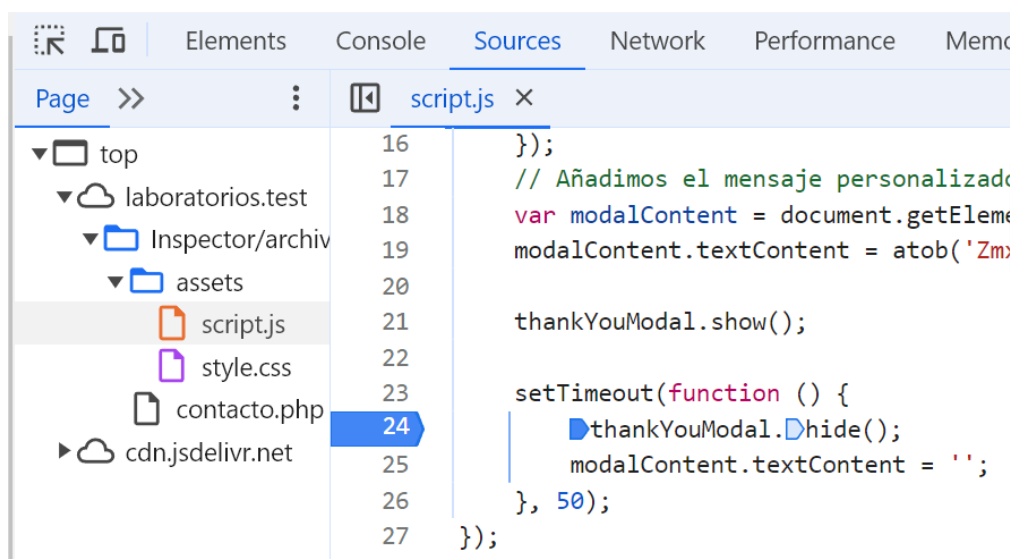 Elements Console Sources Network Performance
Page script.js
top
laboratorios.test
Inspector/archiv
assets
script.js
style.css
contacto.php
cdn.jsdelivr.net
16 });
17 // Añadimos el mensaje personalizado
18 var modalContent = document.getEleme
19 modalContent.textContent = atob('Zmx
20
21 thankYouModal.show();
22
23 setTimeout(function () {
24 thankYouModal.hide();
25 modalContent.textContent = '';
26 }, 50);
27 });